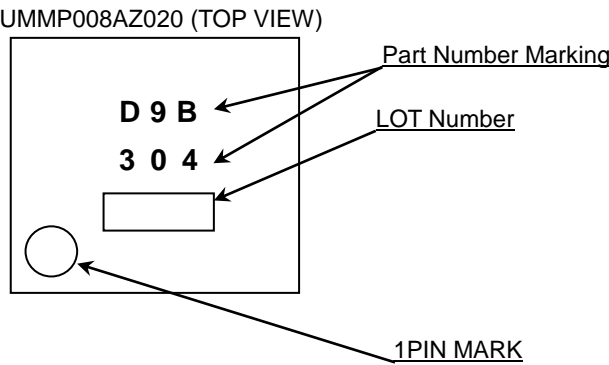 UMMP008AZ020 (TOP VIEW)
Part Number Marking
D 9 B
LOT Number
3 0 4
1PIN MARK